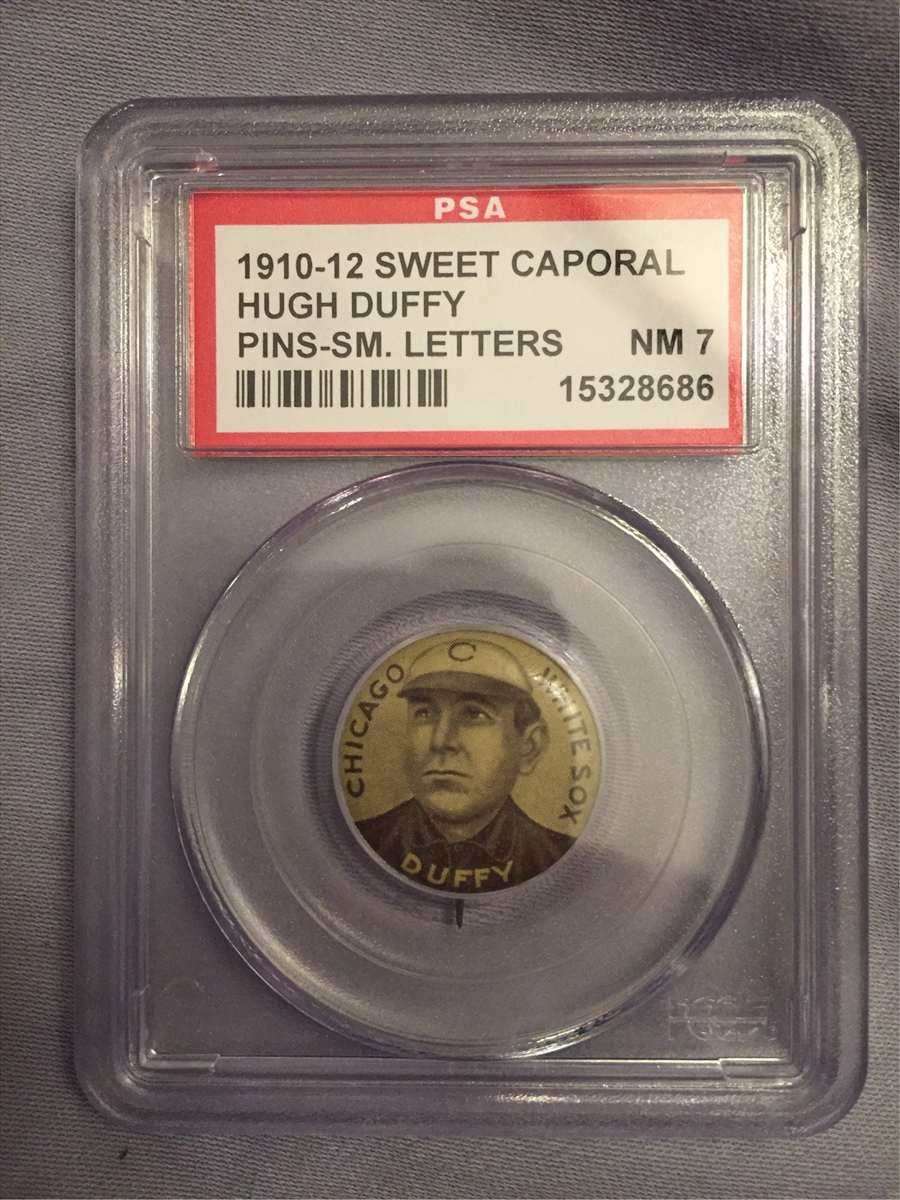 PSA
1910-12 SWEET CAPORAL
HUGH DUFFY
PINS-SM. LETTERS NM 7
15328686
C
CHICAGO WHITE SOX
DUFFY